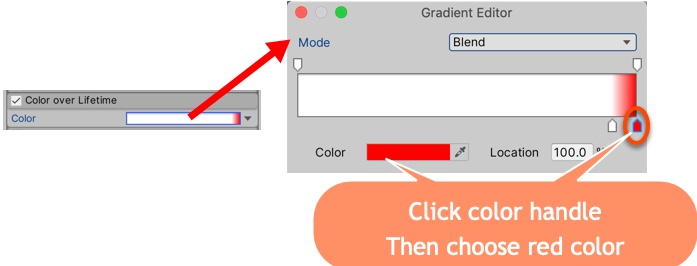 Gradient Editor
Mode
Blend
Color over Lifetime
Color
Color
Location
100.0
%
Click color handle
Then choose red color